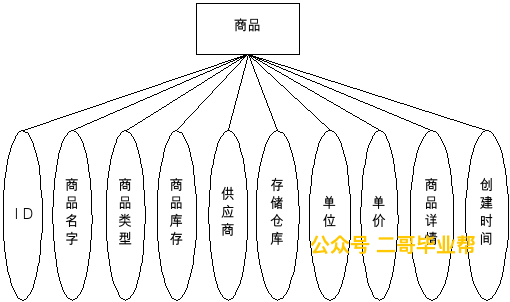 商品
ID
商品名字
商品类型
商品库存
供应商
存储仓库
单位
单价
商品详情
创建时间
公众号 二哥毕业帮